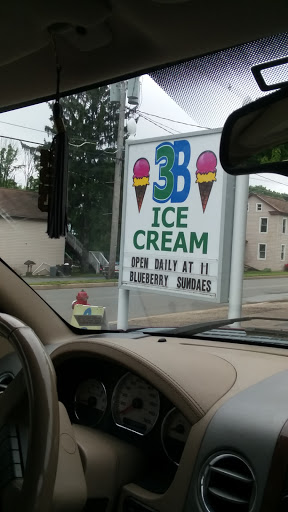 3B
ICE
CREAM
OPEN DAILY AT 11
BLUEBERRY SUNDAES